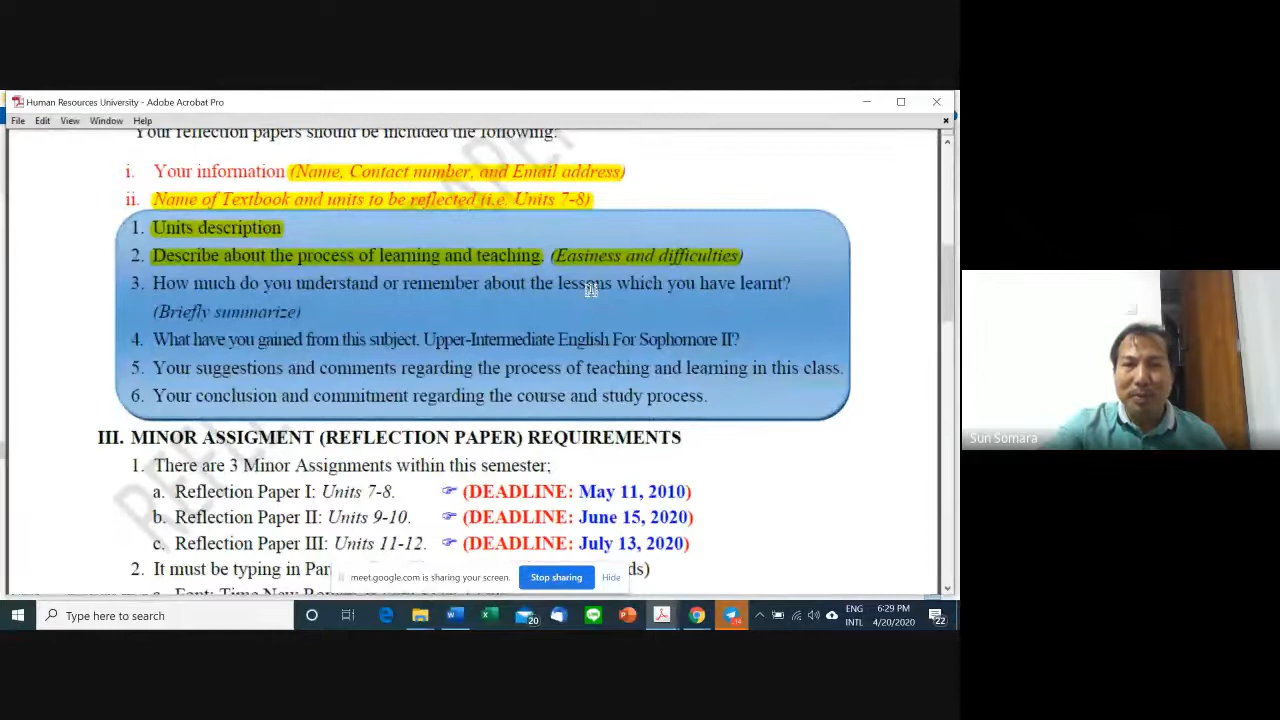 Human Resources University - Adobe Acrobat Pro
File Edit View Window Help
Your reflection papers should be included the following:
i. Your information (Name, Contact number, and Email address)
ii. Name of Textbook and units to be reflected (i.e. Units 7-8)
1. Units description
2. Describe about the process of learning and teaching. (Easiness and difficulties)
3. How much do you understand or remember about the lessons which you have learnt?
(Briefly summarize)
4. What have you gained from this subject. Upper-Intermediate English For Sophomore II?
5. Your suggestions and comments regarding the process of teaching and learning in this class.
6. Your conclusion and commitment regarding the course and study process.
III. MINOR ASSIGMENT (REFLECTION PAPER) REQUIREMENTS
1. There are 3 Minor Assignments within this semester;
a. Reflection Paper I: Units 7-8. ☞ (DEADLINE: May 11, 2010)
b. Reflection Paper II: Units 9-10. ☞ (DEADLINE: June 15, 2020)
c. Reflection Paper III: Units 11-12. ☞ (DEADLINE: July 13, 2020)
2. It must be typing in
meet.google.com is sharing your screen. Stop sharing Hide
Sun Somara
Type here to search
20
14
ENG
INTL
6:29 PM
4/20/2020
22